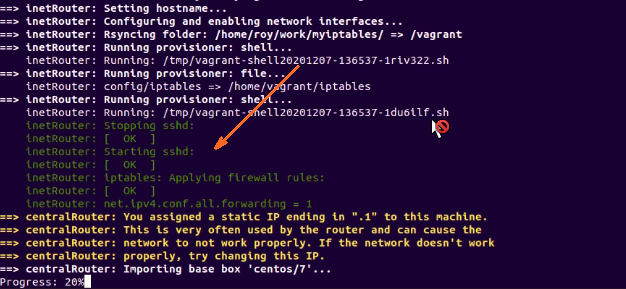 ==> inetRouter: Setting hostname...
==> inetRouter: Configuring and enabling network interfaces...
==> inetRouter: Rsyncing folder: /home/roy/work/myiptables/ => /vagrant
==> inetRouter: Running provisioner: shell...
    inetRouter: Running: /tmp/vagrant-shell20201207-136537-1riv322.sh
==> inetRouter: Running provisioner: file...
    inetRouter: config/iptables => /home/vagrant/iptables
==> inetRouter: Running provisioner: shell...
    inetRouter: Running: /tmp/vagrant-shell20201207-136537-1du6ilf.sh
    inetRouter: Stopping sshd:
    inetRouter: [  OK  ]
    inetRouter: Starting sshd:
    inetRouter: [  OK  ]
    inetRouter: iptables: Applying firewall rules:
    inetRouter: [  OK  ]
    inetRouter: net.ipv4.conf.all.forwarding = 1
==> centralRouter: You assigned a static IP ending in ".1" to this machine.
==> centralRouter: This is very often used by the router and can cause the
==> centralRouter: network to not work properly. If the network doesn't work
==> centralRouter: properly, try changing this IP.
==> centralRouter: Importing base box 'centos/7'...
Progress: 20%